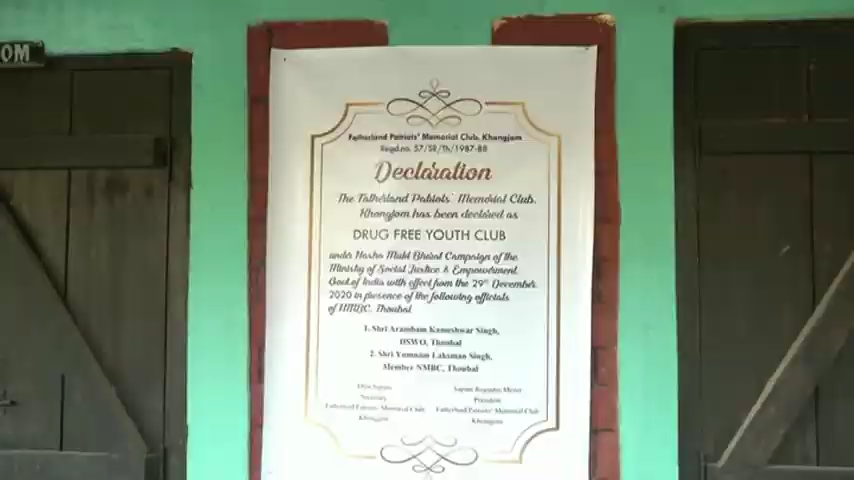 OM
Fatherland Patriots' Memorial Club, Khongjom
Regd.no. 57/SR/Th/1987-88
Declaration
The Fatherland Patriots' Memorial Club,
Khongjom has been declared as
DRUG FREE YOUTH CLUB
under Nasha Mukt Bharat Campaign of the
Ministry of Social Justice & Empowerment,
Govt.of India with effect from the 29th December,
2020 in presence of the following officials
of NMBC, Thoubal
1. Shri Arambam Kameshwar Singh,
DSWO, Thoubal
2. Shri Yumnam Laksman Singh,
Member NMBC, Thoubal
Secretary
Fatherland Patriots' Memorial Club
Khongjom
President
Fatherland Patriots' Memorial Club
Khongjom